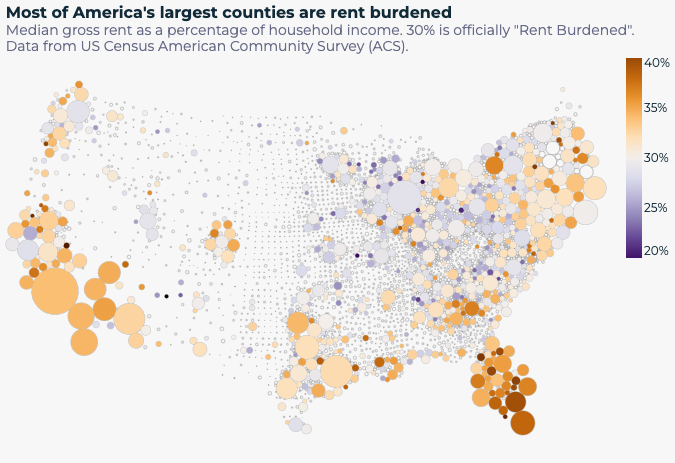 Most of America's largest counties are rent burdened
Median gross rent as a percentage of household income. 30% is officially "Rent Burdened".
Data from US Census American Community Survey (ACS).
40%
35%
30%
25%
20%